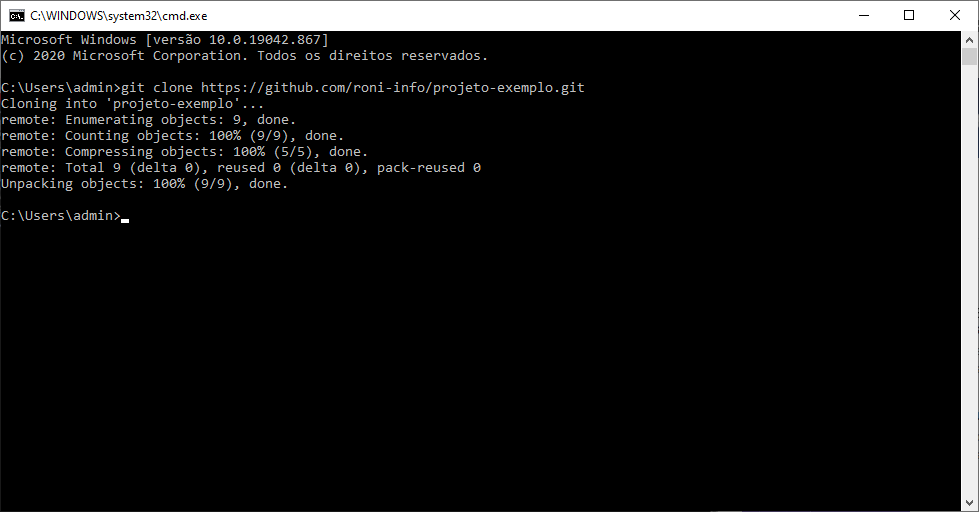 C:\WINDOWS\system32\cmd.exe
Microsoft Windows [versão 10.0.19042.867]
(c) 2020 Microsoft Corporation. Todos os direitos reservados.
C:\Users\admin>git clone https://github.com/roni-info/projeto-exemplo.git
Cloning into 'projeto-exemplo'...
remote: Enumerating objects: 9, done.
remote: Counting objects: 100% (9/9), done.
remote: Compressing objects: 100% (5/5), done.
remote: Total 9 (delta 0), reused 0 (delta 0), pack-reused 0
Unpacking objects: 100% (9/9), done.
C:\Users\admin>